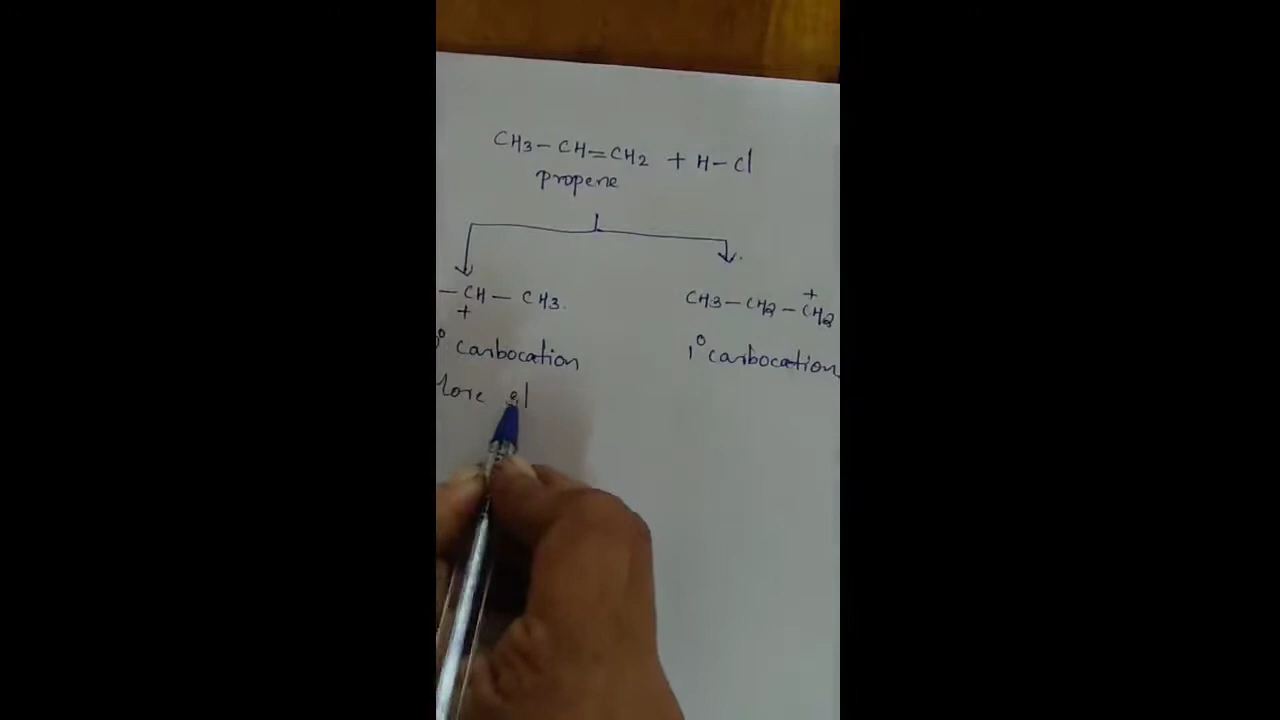 CH3 – CH = CH2 + H – Cl
propene
– CH – CH3.
+
CH3 – CH2 – CH2
+
° carbocation
1° carbocation